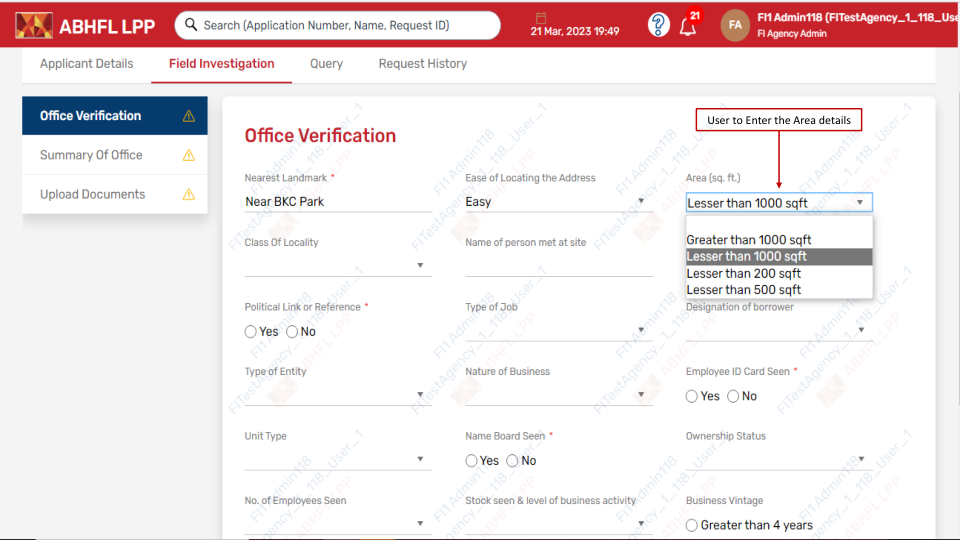 ABHFL LPP
Search (Application Number, Name, Request ID)
21 Mar, 2023 19:49
21
FA
FI1 Admin118 (FITestAgency_1_118_Use
FI Agency Admin
Applicant Details
Field Investigation
Query
Request History
Office Verification
Summary Of Office
Upload Documents
Office Verification
User to Enter the Area details
Nearest Landmark *
Ease of Locating the Address
Area (sq. ft.)
Near BKC Park
Easy
Lesser than 1000 sqft
Greater than 1000 sqft
Lesser than 1000 sqft
Lesser than 200 sqft
Lesser than 500 sqft
Class Of Locality
Name of person met at site
Political Link or Reference *
Type of Job
Designation of borrower
Yes No
Type of Entity
Nature of Business
Employee ID Card Seen *
Yes No
Unit Type
Name Board Seen *
Ownership Status
Yes No
No. of Employees Seen
Stock seen & level of business activity
Business Vintage
Greater than 4 years